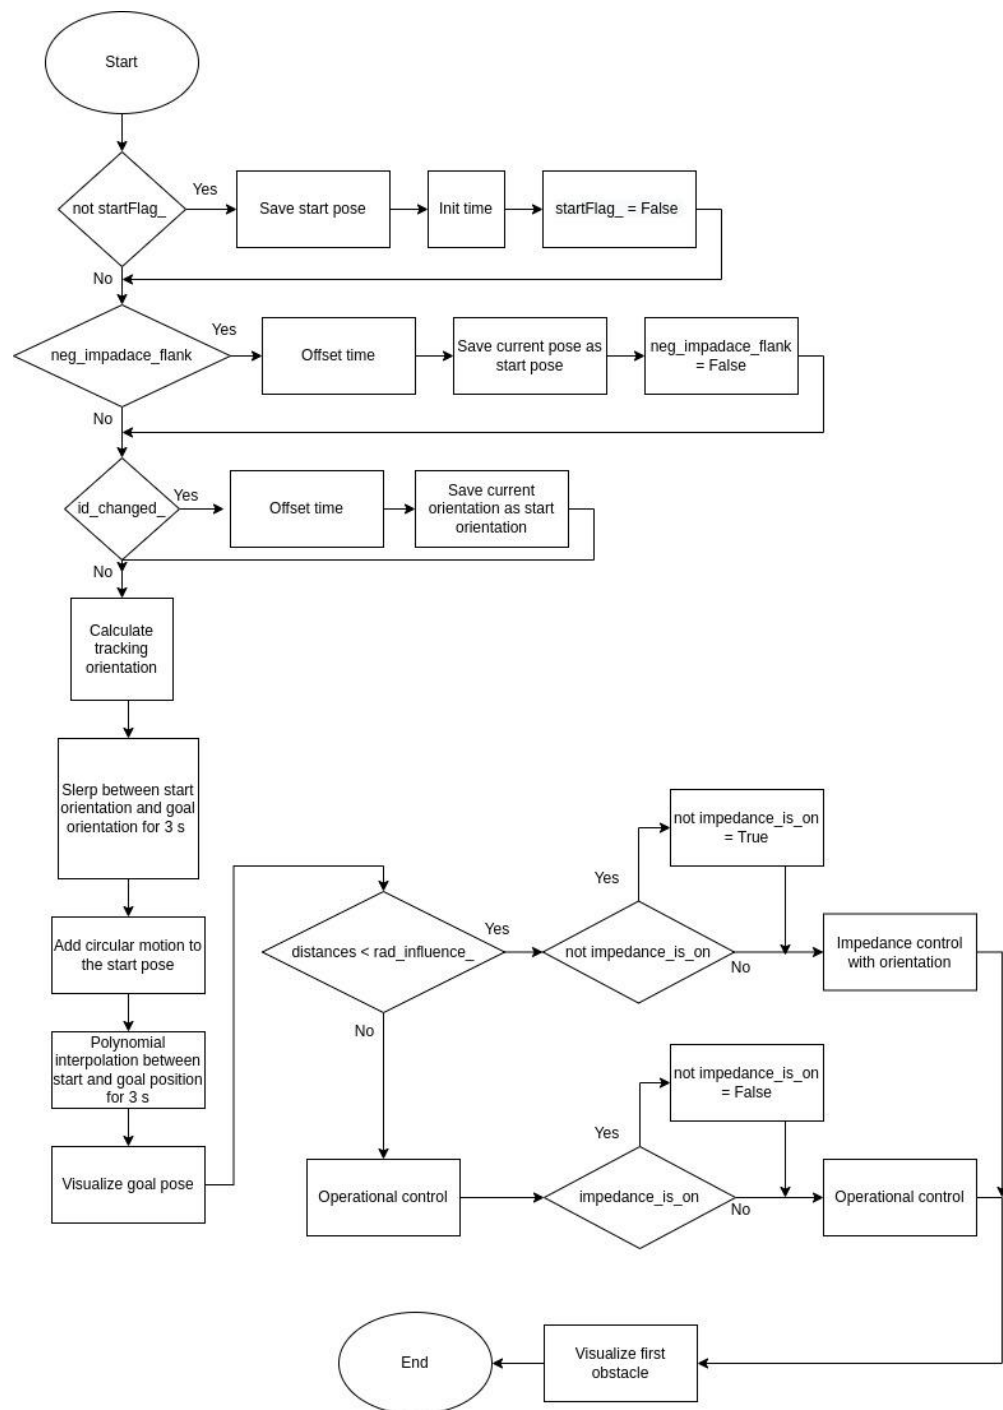 Start
not startFlag_
Yes
Save start pose
Init time
startFlag_ = False
No
neg_impadace_flank
Yes
Offset time
Save current pose as
start pose
neg_impadace_flank
= False
No
id_changed_
Yes
Offset time
Save current
orientation as start
orientation
No
Calculate
tracking
orientation
Slerp between start
orientation and goal
orientation for 3 s
Add circular motion to
the start pose
Polynomial
interpolation between
start and goal position
for 3 s
Visualize goal pose
distances < rad_influence_
Yes
not impedance_is_on
Yes
not impedance_is_on
= True
No
Impedance control
with orientation
No
Operational control
impedance_is_on
Yes
not impedance_is_on
= False
No
Operational control
Visualize first
obstacle
End